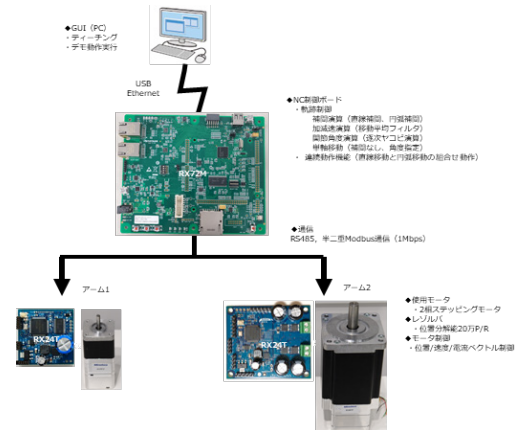 ◆GUI（PC）
・ティーチング
・デモ動作実行
USB
Ethernet
◆NC制御ボード
・軌跡制御
補間演算（直線補間、円弧補間）
加減速演算（移動平均フィルタ）
関節角度演算（逐次ヤコビ演算）
単軸移動（補間なし、角度指定）
・ 連続動作機能（直線移動と円弧移動の組合せ動作）
RX72M
◆通信
RS485，半二重Modbus通信（1Mbps）
アーム1
アーム2
RX24T
RX24T
◆使用モータ
・2相ステッピングモータ
◆レゾルバ
・位置分解能20万P/R
◆モータ制御
・位置/速度/電流ベクトル制御